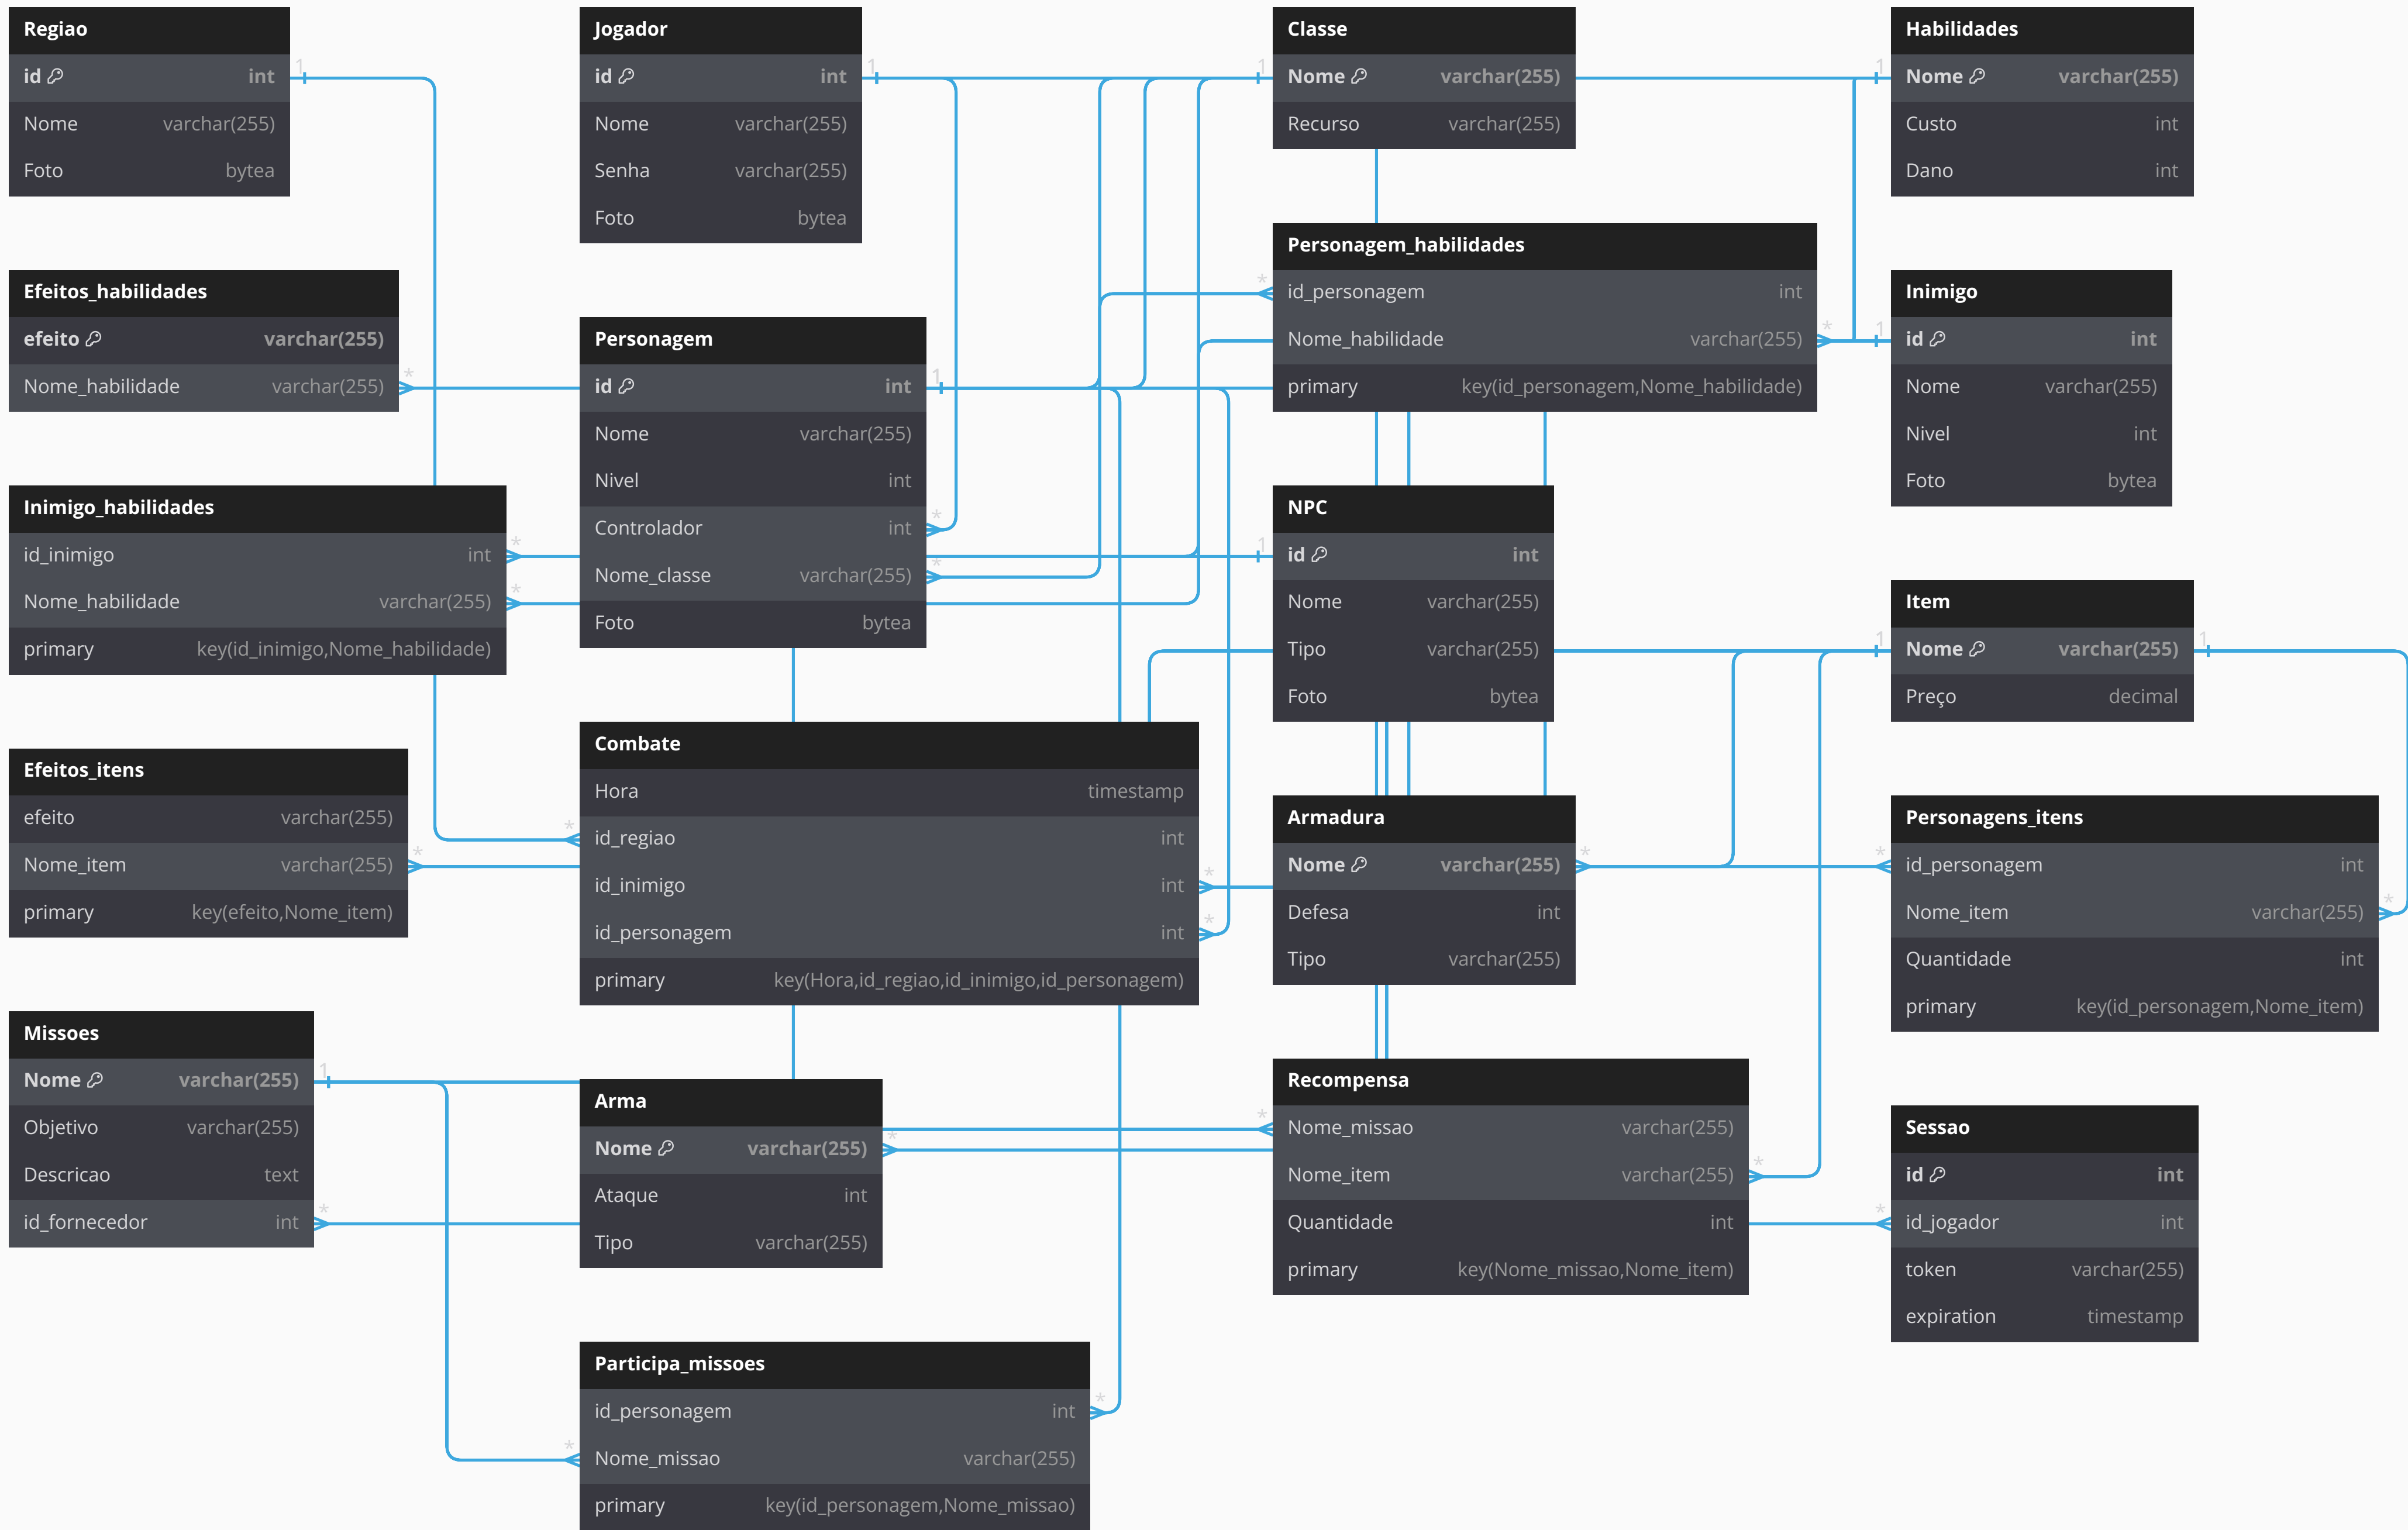 Regiao
id int
Nome varchar(255)
Foto bytea
Jogador
id int
Nome varchar(255)
Senha varchar(255)
Foto bytea
Classe
Nome varchar(255)
Recurso varchar(255)
Habilidades
Nome varchar(255)
Custo int
Dano int
Efeitos_habilidades
efeito varchar(255)
Nome_habilidade varchar(255)
Personagem
id int
Nome varchar(255)
Nivel int
Controlador int
Nome_classe varchar(255)
Foto bytea
Personagem_habilidades
id_personagem int
Nome_habilidade varchar(255)
primary key(id_personagem,Nome_habilidade)
Inimigo
id int
Nome varchar(255)
Nivel int
Foto bytea
Inimigo_habilidades
id_inimigo int
Nome_habilidade varchar(255)
primary key(id_inimigo,Nome_habilidade)
NPC
id int
Nome varchar(255)
Tipo varchar(255)
Foto bytea
Item
Nome varchar(255)
Preço decimal
Efeitos_itens
efeito varchar(255)
Nome_item varchar(255)
primary key(efeito,Nome_item)
Combate
Hora timestamp
id_regiao int
id_inimigo int
id_personagem int
primary key(Hora,id_regiao,id_inimigo,id_personagem)
Armadura
Nome varchar(255)
Defesa int
Tipo varchar(255)
Personagens_itens
id_personagem int
Nome_item varchar(255)
Quantidade int
primary key(id_personagem,Nome_item)
Missoes
Nome varchar(255)
Objetivo varchar(255)
Descricao text
id_fornecedor int
Arma
Nome varchar(255)
Ataque int
Tipo varchar(255)
Recompensa
Nome_missao varchar(255)
Nome_item varchar(255)
Quantidade int
primary key(Nome_missao,Nome_item)
Sessao
id int
id_jogador int
token varchar(255)
expiration timestamp
Participa_missoes
id_personagem int
Nome_missao varchar(255)
primary key(id_personagem,Nome_missao)